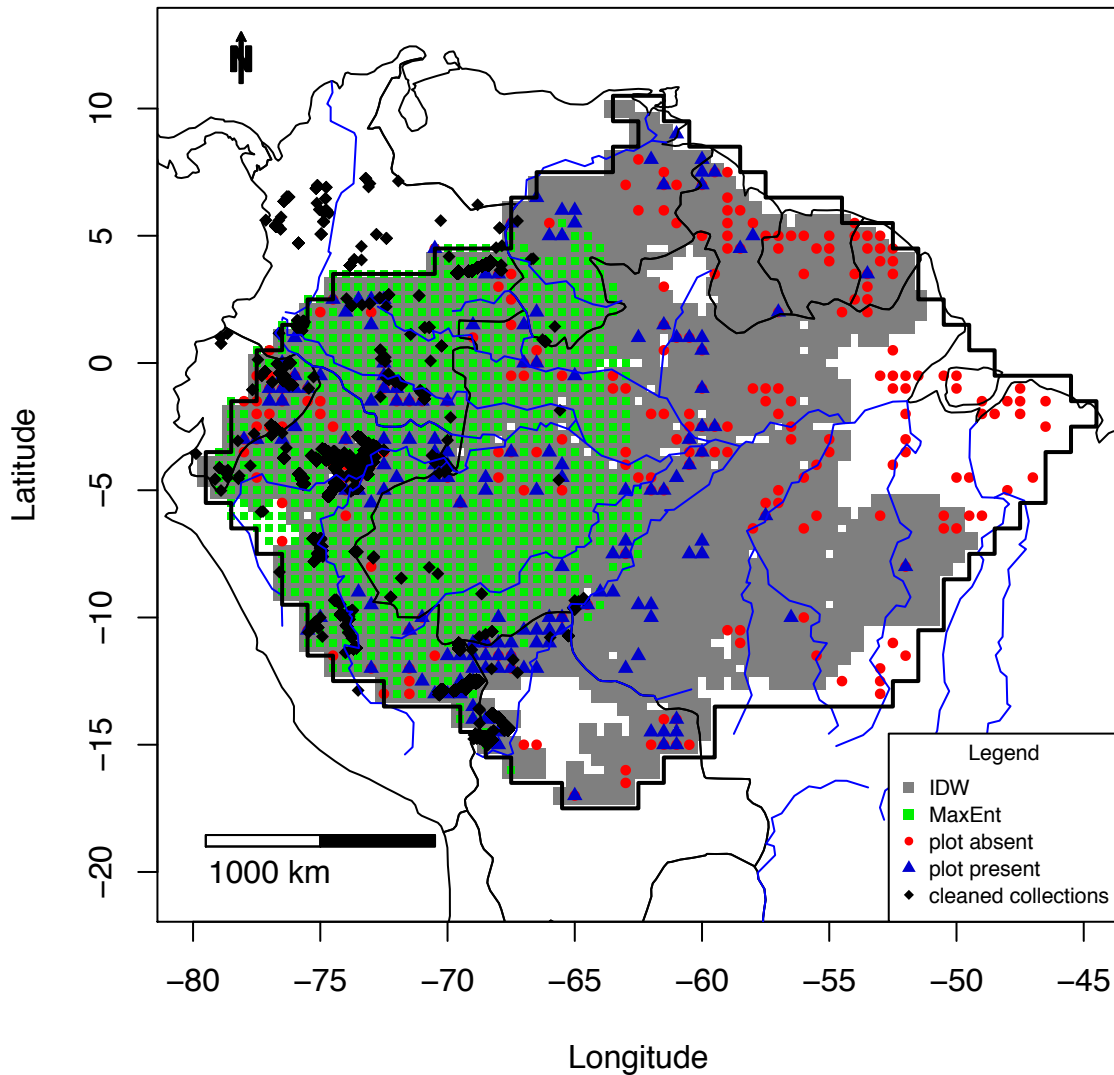 N
10
5
0
−5
−10
−15
−20
Latitude
1000 km
Legend
IDW
MaxEnt
plot absent
plot present
cleaned collections
−80
−75
−70
−65
−60
−55
−50
−45
Longitude